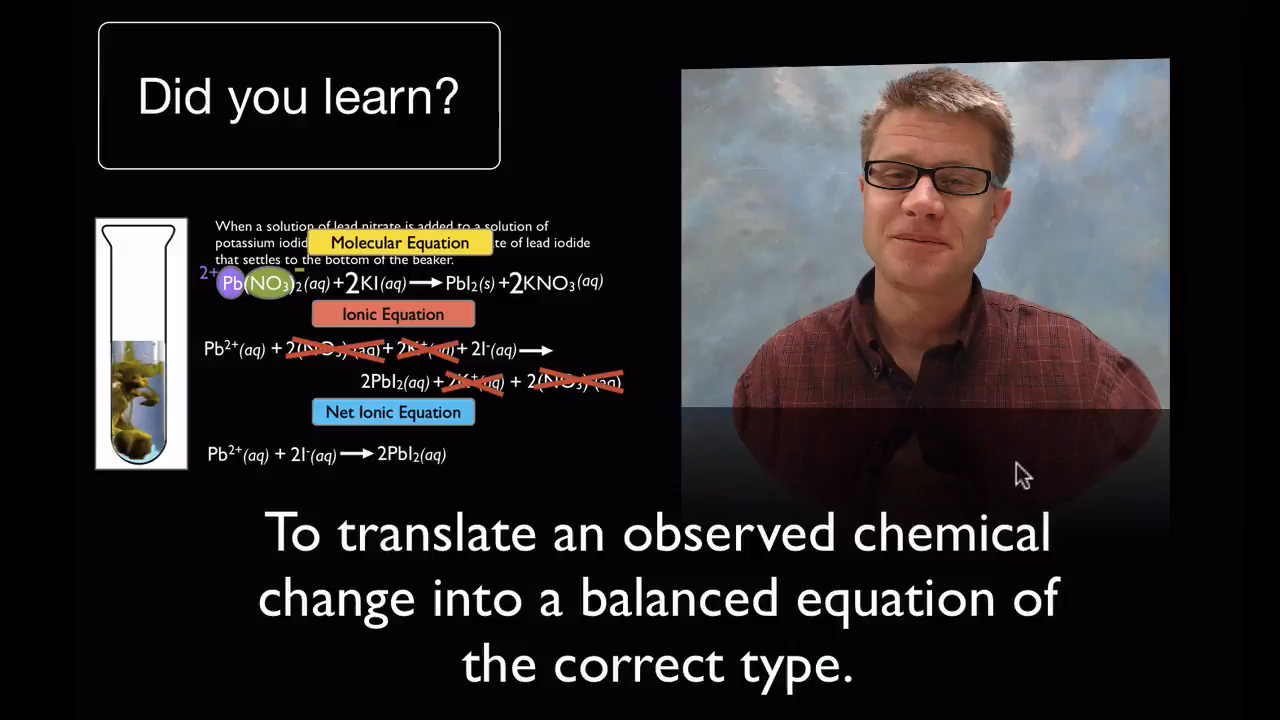 Did you learn?
When a solution of lead nitrate is added to a solution of
potassium iodid te of lead iodide
that settles to the bottom of the beaker.
Molecular Equation
2+ –
Pb(NO₃)₂(aq) + 2KI(aq) → PbI₂(s) + 2KNO₃(aq)
Ionic Equation
Pb²⁺(aq) + 2(NO₃)⁻(aq) + 2K⁺(aq) + 2I⁻(aq) →
2PbI₂(aq) + 2K⁺(aq) + 2(NO₃)⁻(aq)
Net Ionic Equation
Pb²⁺(aq) + 2I⁻(aq) → 2PbI₂(aq)
To translate an observed chemical
change into a balanced equation of
the correct type.